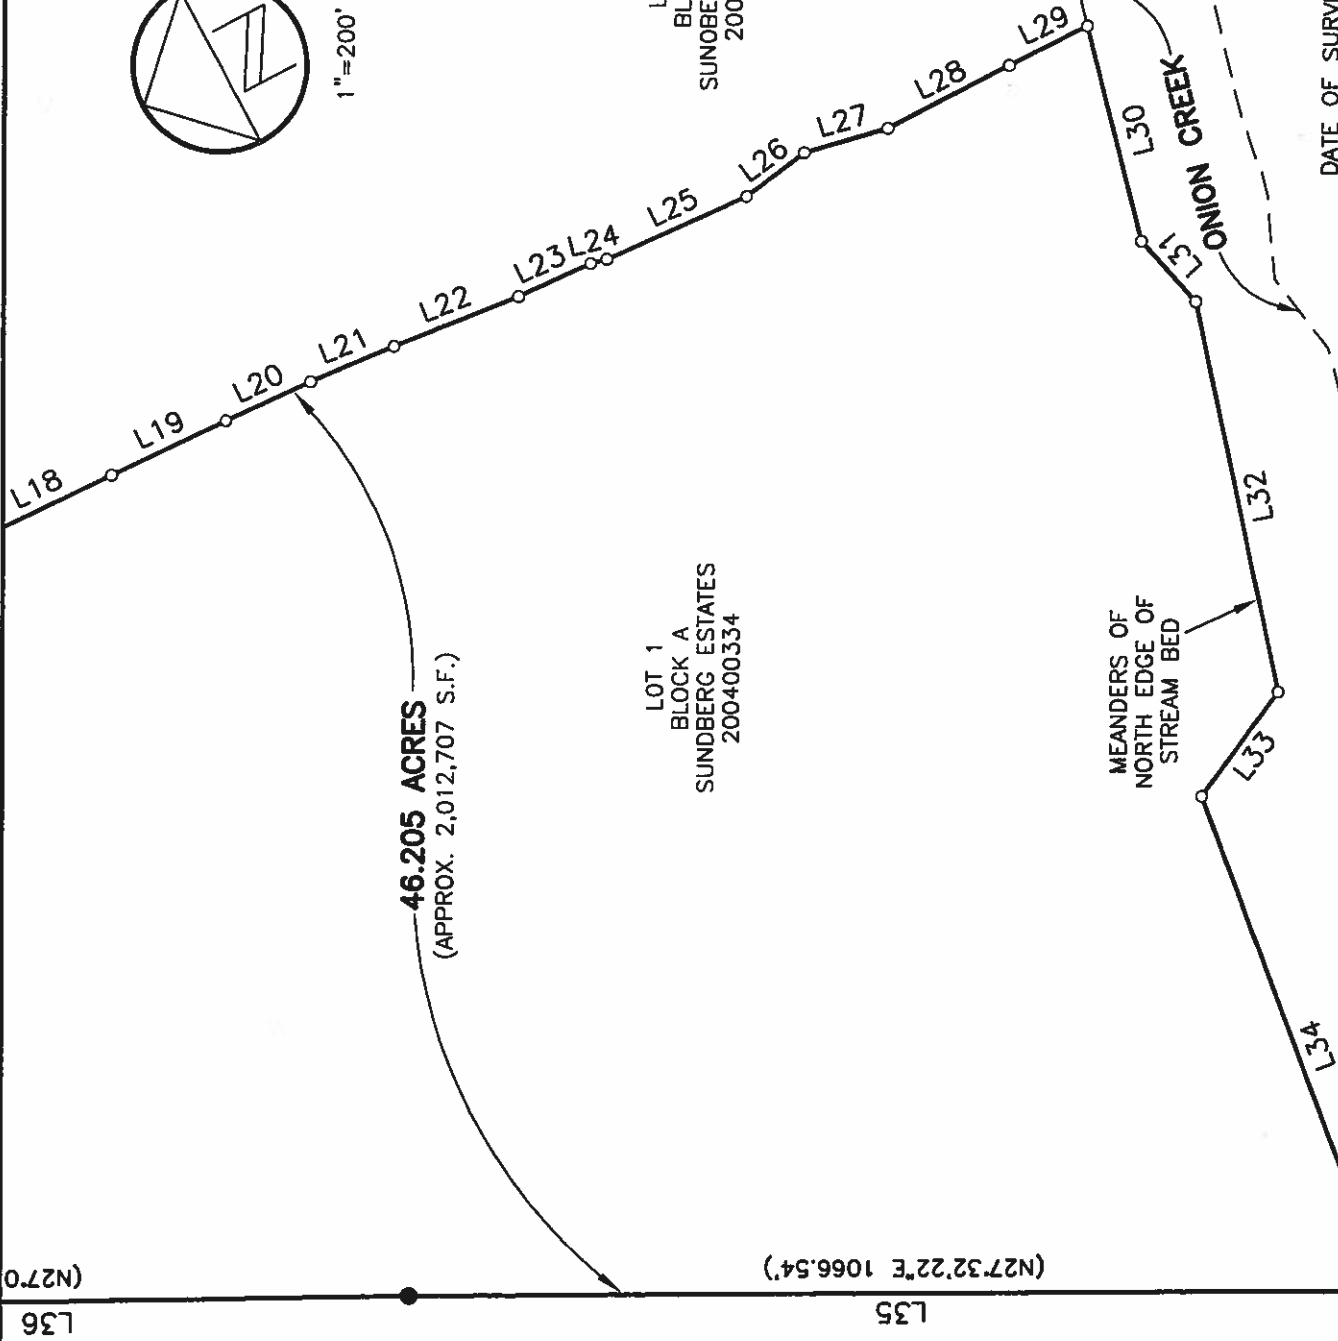 N
1"=200'
L
BL
SUNOBE
200
L18
L19
L20
L21
L22
L23
L24
L25
L26
L27
L28
L29
L30
L31
L32
L33
L34
L35
L36
ONION CREEK
DATE OF SURVE
46.205 ACRES
(APPROX. 2,012,707 S.F.)
LOT 1
BLOCK A
SUNDBERG ESTATES
200400334
MEANDERS OF
NORTH EDGE OF
STREAM BED
(N27°32'22"E 1066.54')
(N27°0